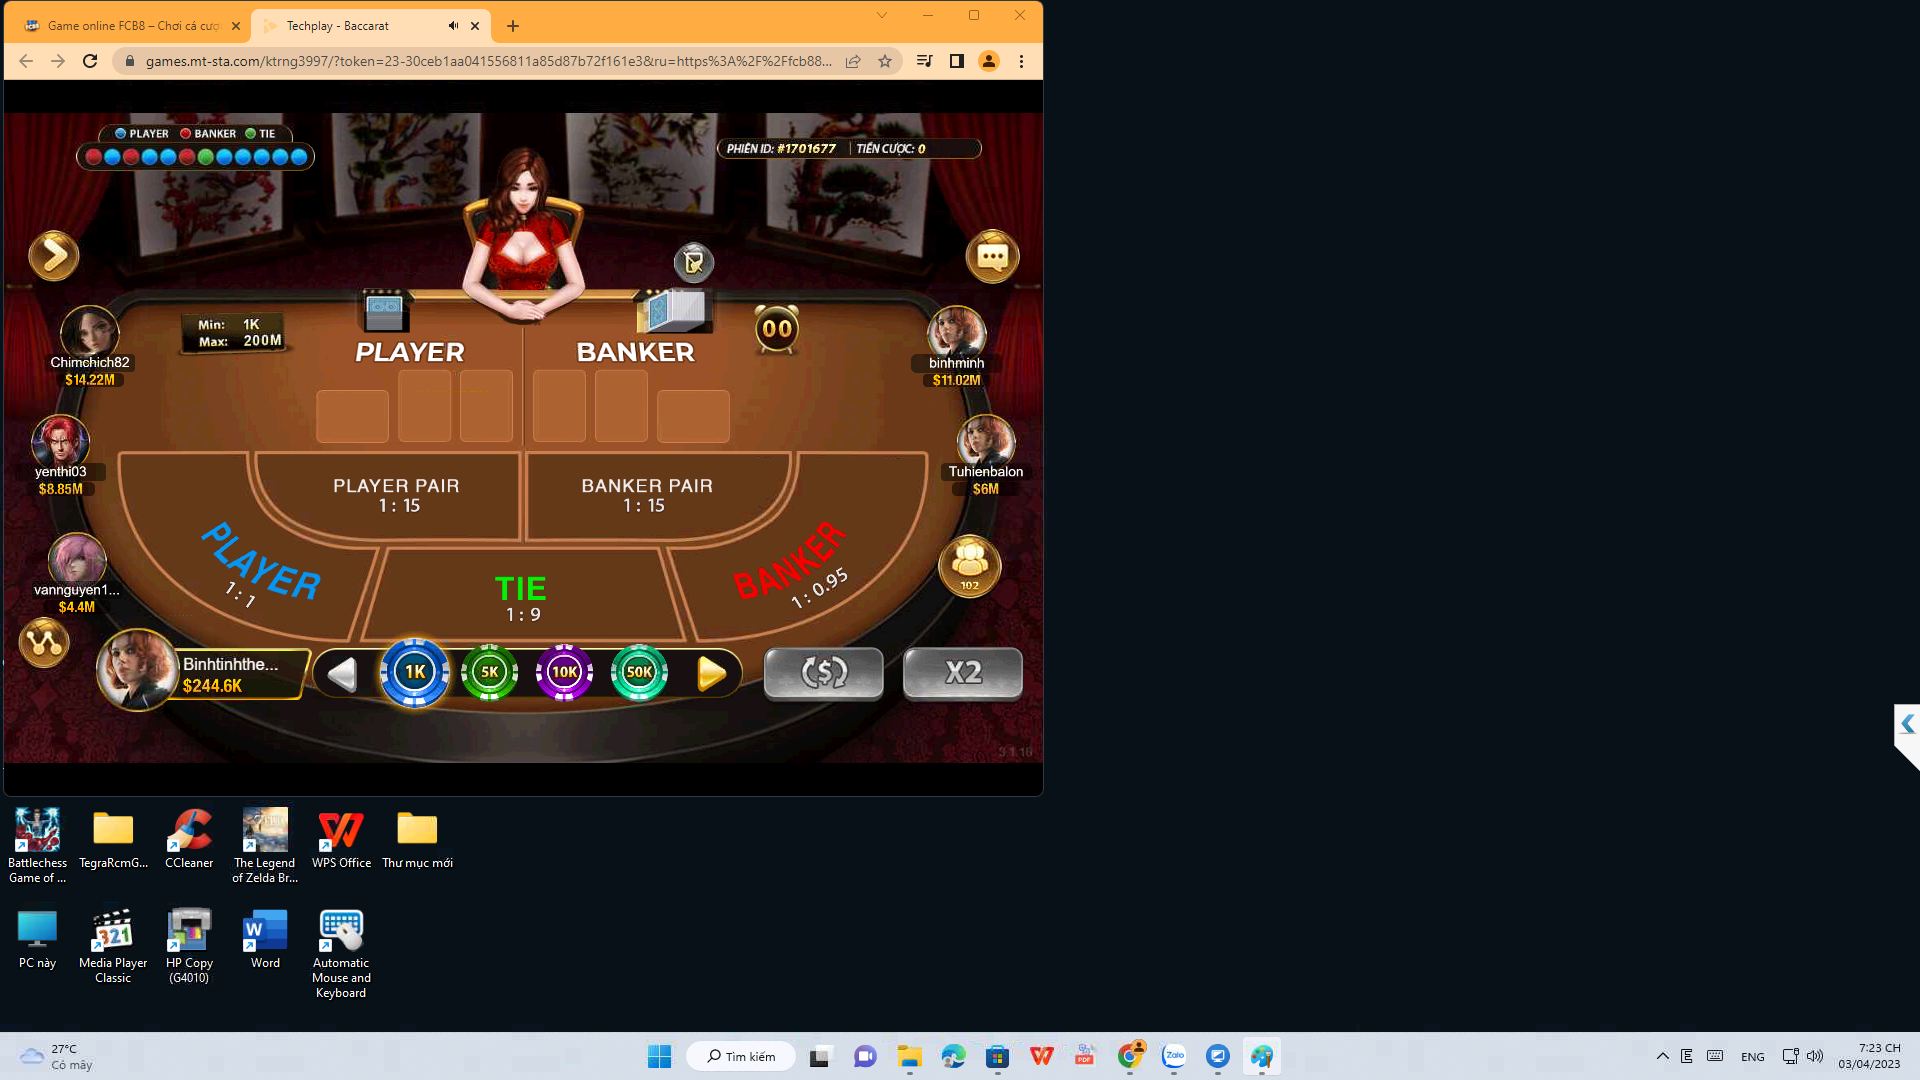 Game online FCB8 – Chơi cá cượ
Techplay - Baccarat
games.mt-sta.com/ktrng3997/?token=23-30ceb1aa041556811a85d87b72f161e3&ru=https%3A%2F%2Ffcb88...
PLAYER BANKER TIE
PHIÊN ID: #1701677 | TIỀN CƯỢC: 0
Min: 1K
Max: 200M
00
PLAYER
BANKER
Chimchich82
$14.22M
binhminh
$11.02M
yenthi03
$8.85M
Tuhienbalon
$6M
PLAYER PAIR
1 : 15
BANKER PAIR
1 : 15
PLAYER
1 : 1
TIE
1 : 9
BANKER
1 : 0.95
102
vannguyen1...
$4.4M
Binhtinhthe...
$244.6K
1K
5K
10K
50K
X2
3.1.16
Battlechess
Game of ...
TegraRcmG...
CCleaner
The Legend
of Zelda Br...
WPS Office
Thư mục mới
PC này
Media Player
Classic
HP Copy
(G4010)
Word
Automatic
Mouse and
Keyboard
27°C
Có mây
Tìm kiếm
Zalo
PDF
ENG
7:23 CH
03/04/2023